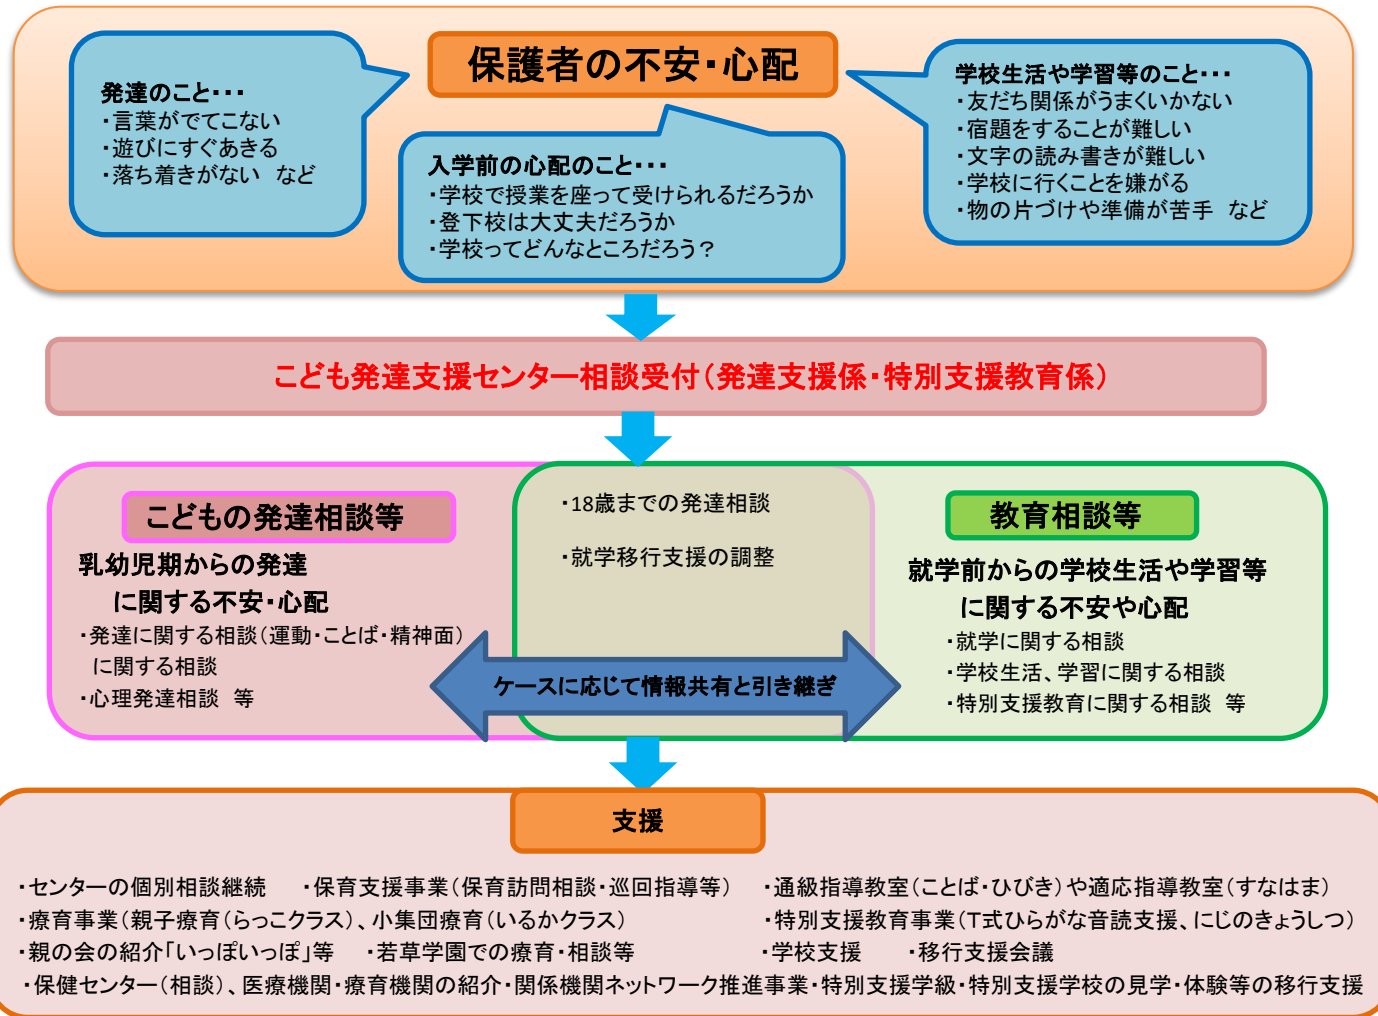 保護者の不安・心配
発達のこと・・・
・言葉がでてこない
・遊びにすぐあきる
・落ち着きがない　など
入学前の心配のこと・・・
・学校で授業を座って受けられるだろうか
・登下校は大丈夫だろうか
・学校ってどんなところだろう？
学校生活や学習等のこと・・・
・友だち関係がうまくいかない
・宿題をすることが難しい
・文字の読み書きが難しい
・学校に行くことを嫌がる
・物の片づけや準備が苦手　など
こども発達支援センター相談受付（発達支援係・特別支援教育係）
こどもの発達相談等
乳幼児期からの発達
に関する不安・心配
・発達に関する相談（運動・ことば・精神面）
に関する相談
・心理発達相談　等
・18歳までの発達相談
・就学移行支援の調整
ケースに応じて情報共有と引き継ぎ
教育相談等
就学前からの学校生活や学習等
に関する不安や心配
・就学に関する相談
・学校生活、学習に関する相談
・特別支援教育に関する相談　等
支援
・センターの個別相談継続　・保育支援事業（保育訪問相談・巡回指導等）　・通級指導教室（ことば・ひびき）や適応指導教室（すなはま）
・療育事業（親子療育（らっこクラス）、小集団療育（いるかクラス）　・特別支援教育事業（T式ひらがな音読支援、にじのきょうしつ）
・親の会の紹介「いっぽいっぽ」等　・若草学園での療育・相談等　・学校支援　・移行支援会議
・保健センター（相談）、医療機関・療育機関の紹介・関係機関ネットワーク推進事業・特別支援学級・特別支援学校の見学・体験等の移行支援